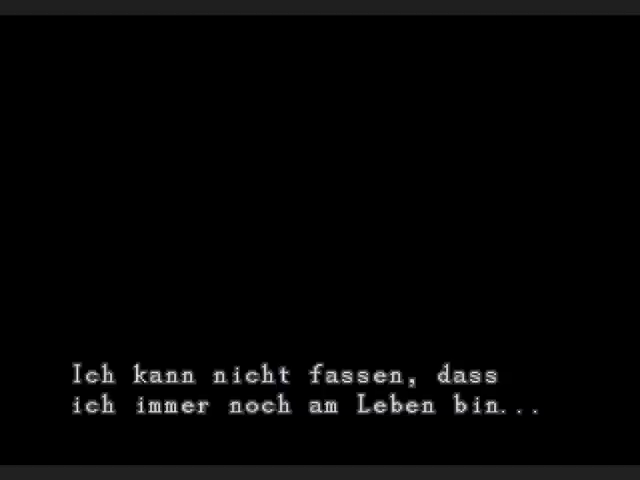 Ich kann nicht fassen, dass
ich immer noch am Leben bin...